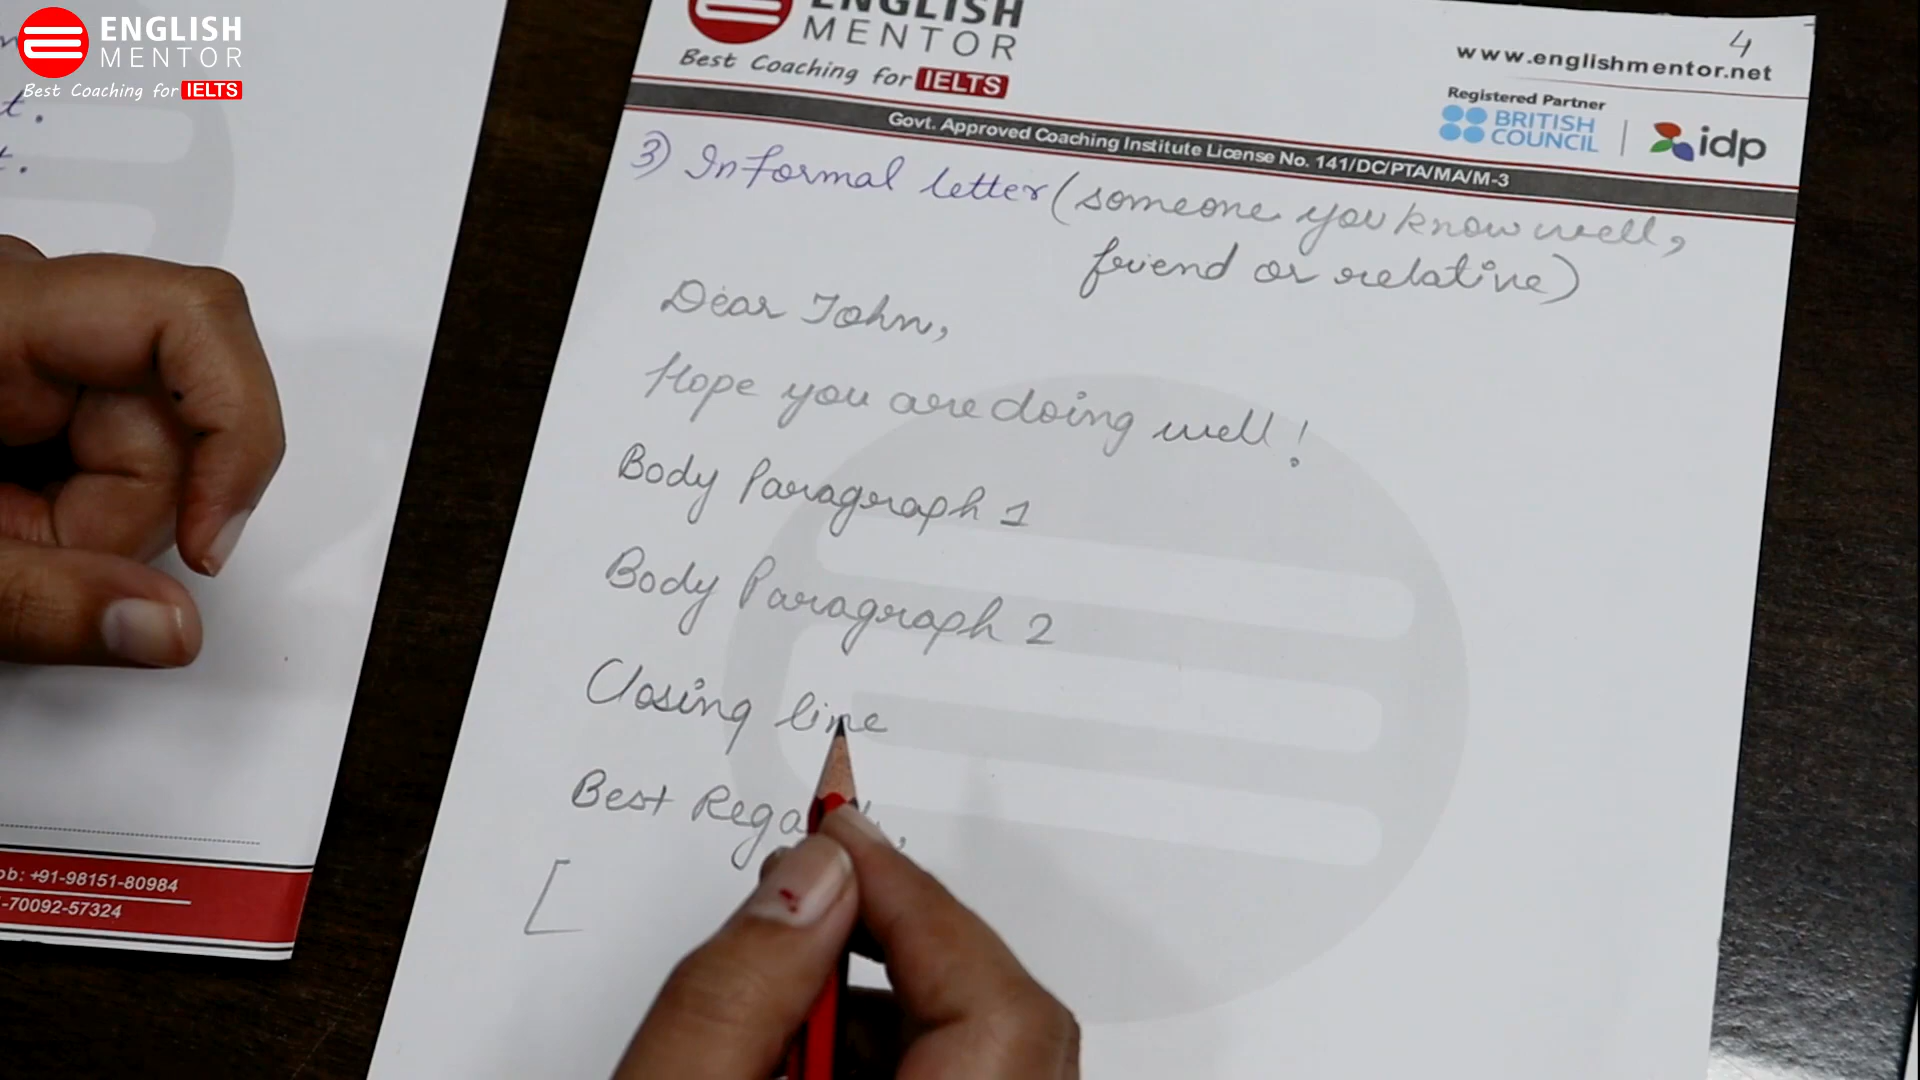 ENGLISH
MENTOR
Best Coaching for IELTS
t.
t.
ob: +91-98151-80984
-70092-57324
ENGLISH
MENTOR
Best Coaching for IELTS
4
www.englishmentor.net
Registered Partner
BRITISH
COUNCIL
idp
Govt. Approved Coaching Institute License No. 141/DC/PTA/MA/M-3
3) Informal letter (someone you know well,
friend or relative)
Dear John,
Hope you are doing well!
Body Paragraph 1
Body Paragraph 2
Closing line
Best
[